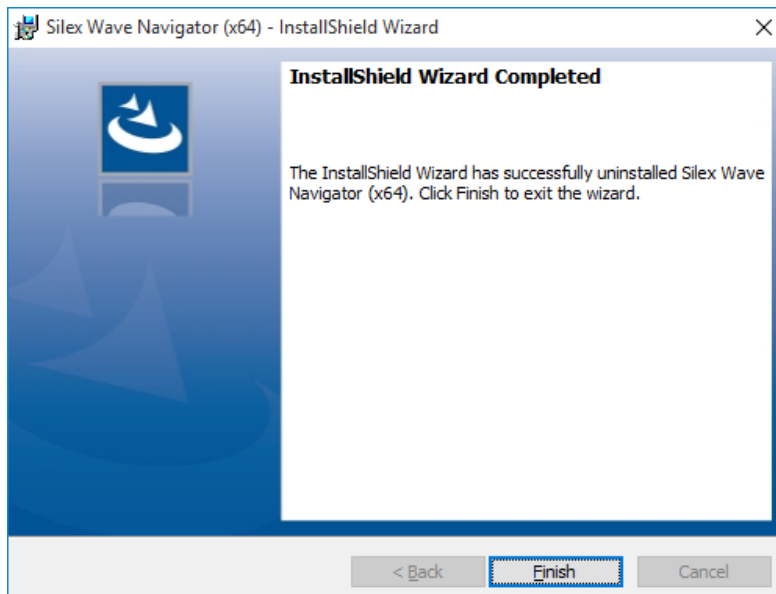 Silex Wave Navigator (x64) - InstallShield Wizard
InstallShield Wizard Completed
The InstallShield Wizard has successfully uninstalled Silex Wave
Navigator (x64). Click Finish to exit the wizard.
< Back
Finish
Cancel